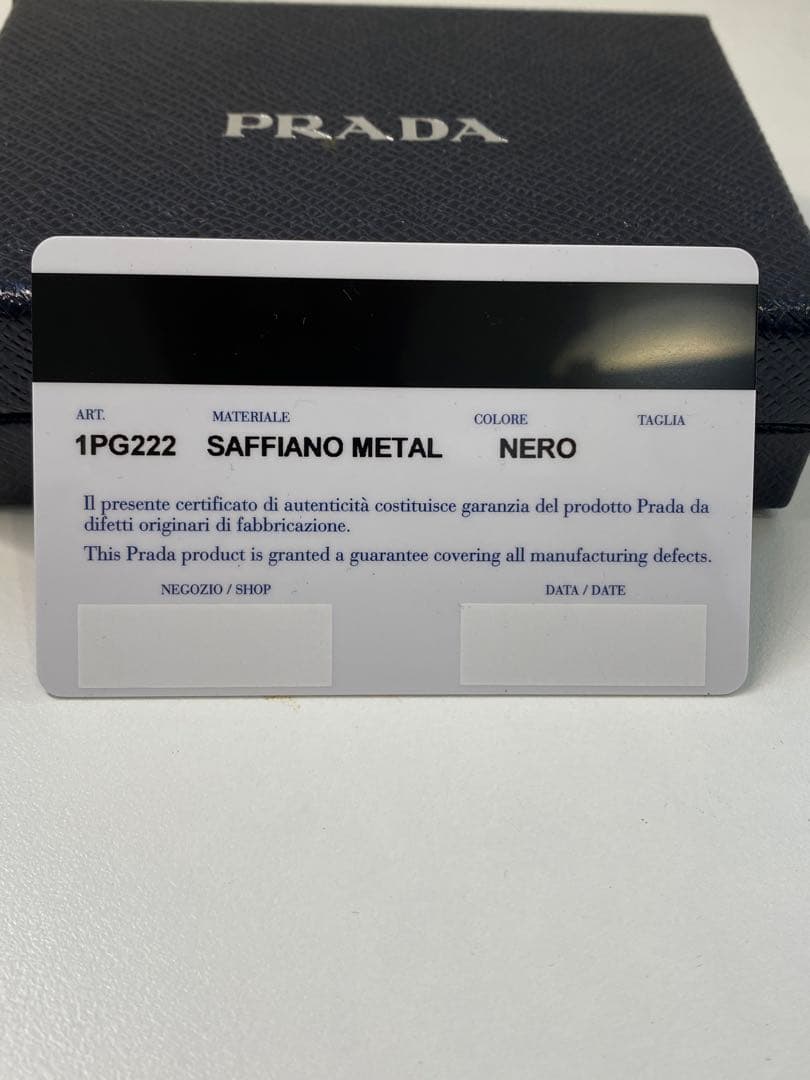 PRADA
ART. MATERIALE COLORE TAGLIA
1PG222 SAFFIANO METAL NERO
Il presente certificato di autenticità costituisce garanzia del prodotto Prada da
difetti originari di fabbricazione.
This Prada product is granted a guarantee covering all manufacturing defects.
NEGOZIO / SHOP DATA / DATE